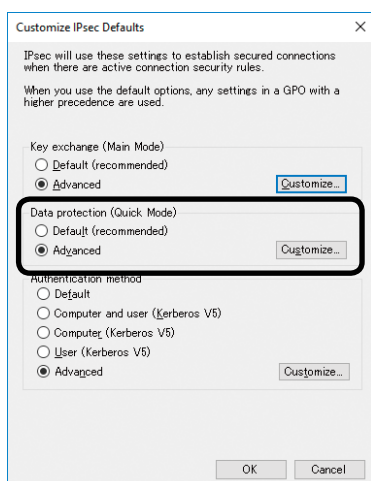 Customize IPsec Defaults
IPsec will use these settings to establish secured connections
when there are active connection security rules.
When you use the default options, any settings in a GPO with a
higher precedence are used.
Key exchange (Main Mode)
Default (recommended)
Advanced
Customize...
Data protection (Quick Mode)
Default (recommended)
Advanced
Customize...
Authentication method
Default
Computer and user (Kerberos V5)
Computer (Kerberos V5)
User (Kerberos V5)
Advanced
Customize...
OK
Cancel